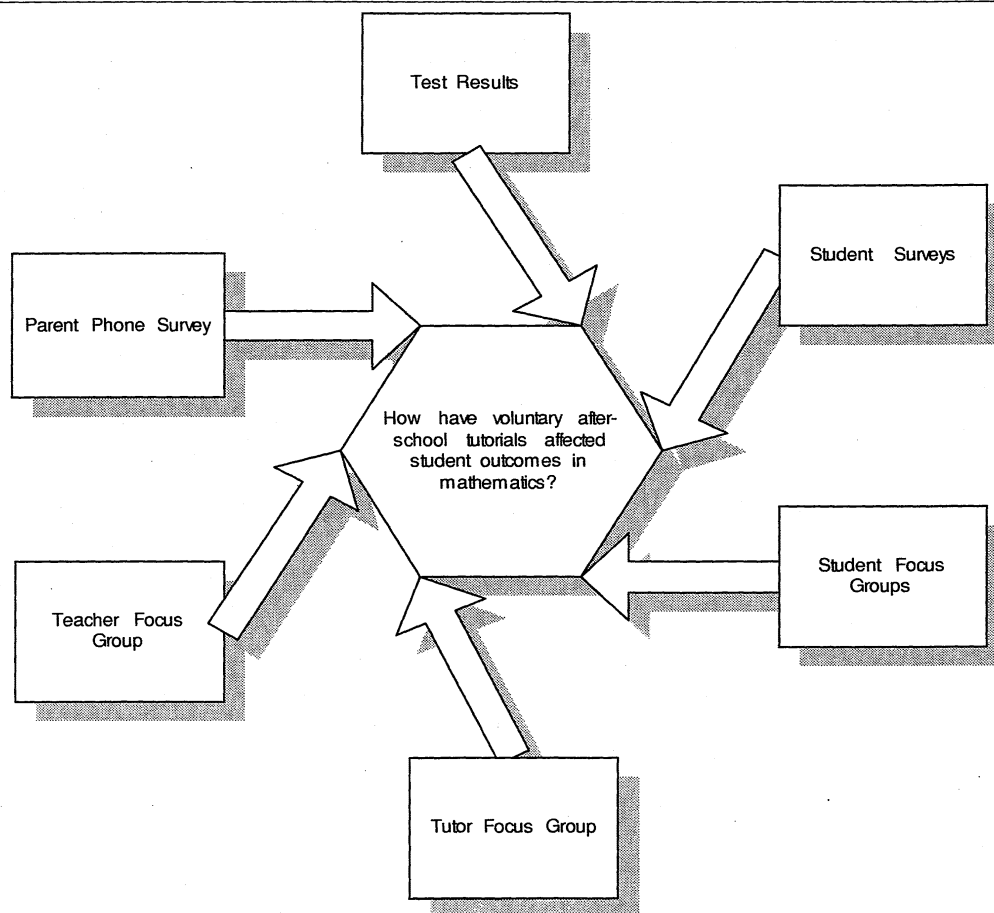 Test Results
Student Surveys
Parent Phone Survey
How have voluntary after-
school tutorials affected
student outcomes in
mathematics?
Student Focus
Groups
Teacher Focus
Group
Tutor Focus Group